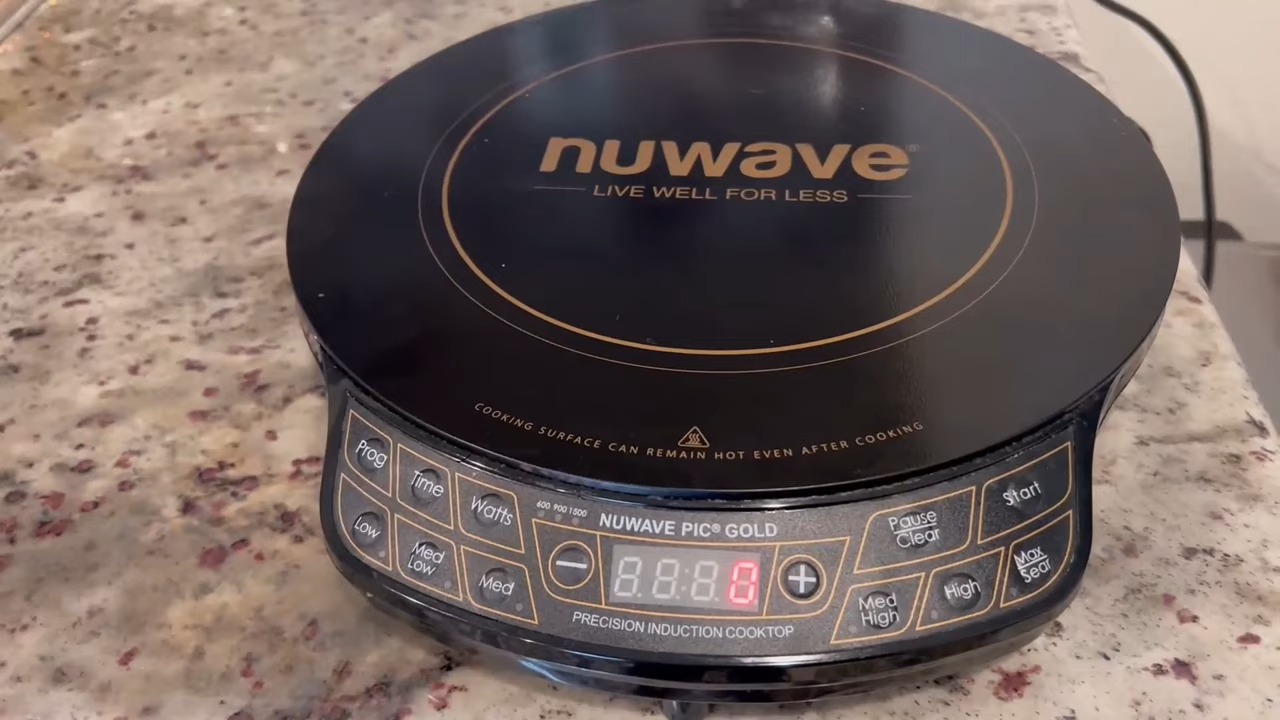 nuwave®
LIVE WELL FOR LESS
COOKING SURFACE CAN REMAIN HOT EVEN AFTER COOKING
Prog
Time
Watts
600 900 1500
NUWAVE PIC® GOLD
Pause
Clear
Start
Low
Med
Low
Med
−
0
+
Med
High
High
Max
Sear
PRECISION INDUCTION COOKTOP